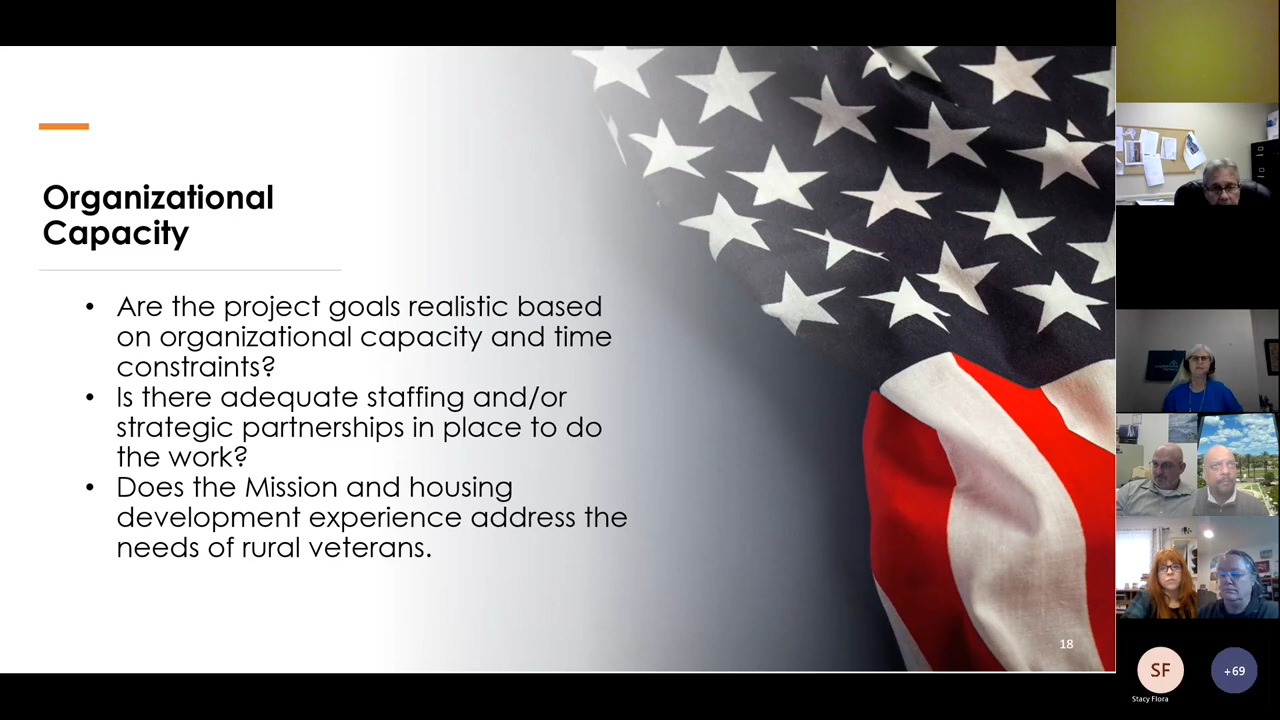 Organizational
Capacity
• Are the project goals realistic based
on organizational capacity and time
constraints?
• Is there adequate staffing and/or
strategic partnerships in place to do
the work?
• Does the Mission and housing
development experience address the
needs of rural veterans.
18
SF
+69
Stacy Flora